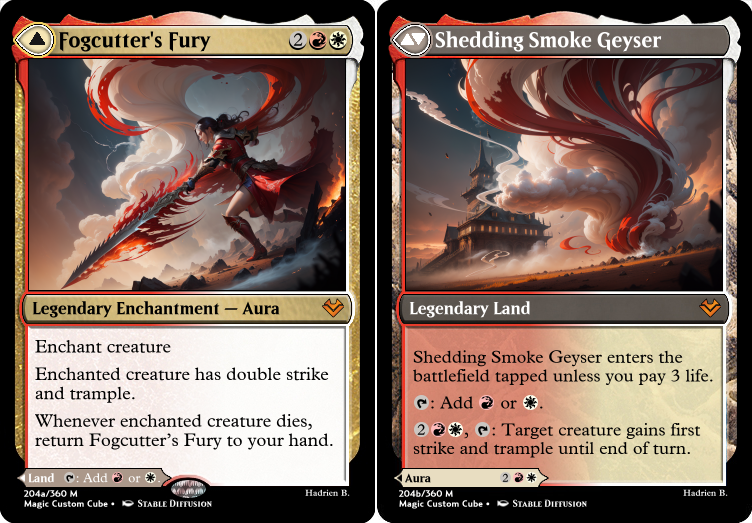 Fogcutter's Fury 2
Legendary Enchantment — Aura
Enchant creature
Enchanted creature has double strike
and trample.
Whenever enchanted creature dies,
return Fogcutter's Fury to your hand.
Land : Add or .
204a/360 M
Magic Custom Cube • Stable Diffusion
Hadrien B.
Shedding Smoke Geyser
Legendary Land
Shedding Smoke Geyser enters the
battlefield tapped unless you pay 3 life.
: Add or .
2, : Target creature gains first
strike and trample until end of turn.
Aura 2
204b/360 M
Magic Custom Cube • Stable Diffusion
Hadrien B.